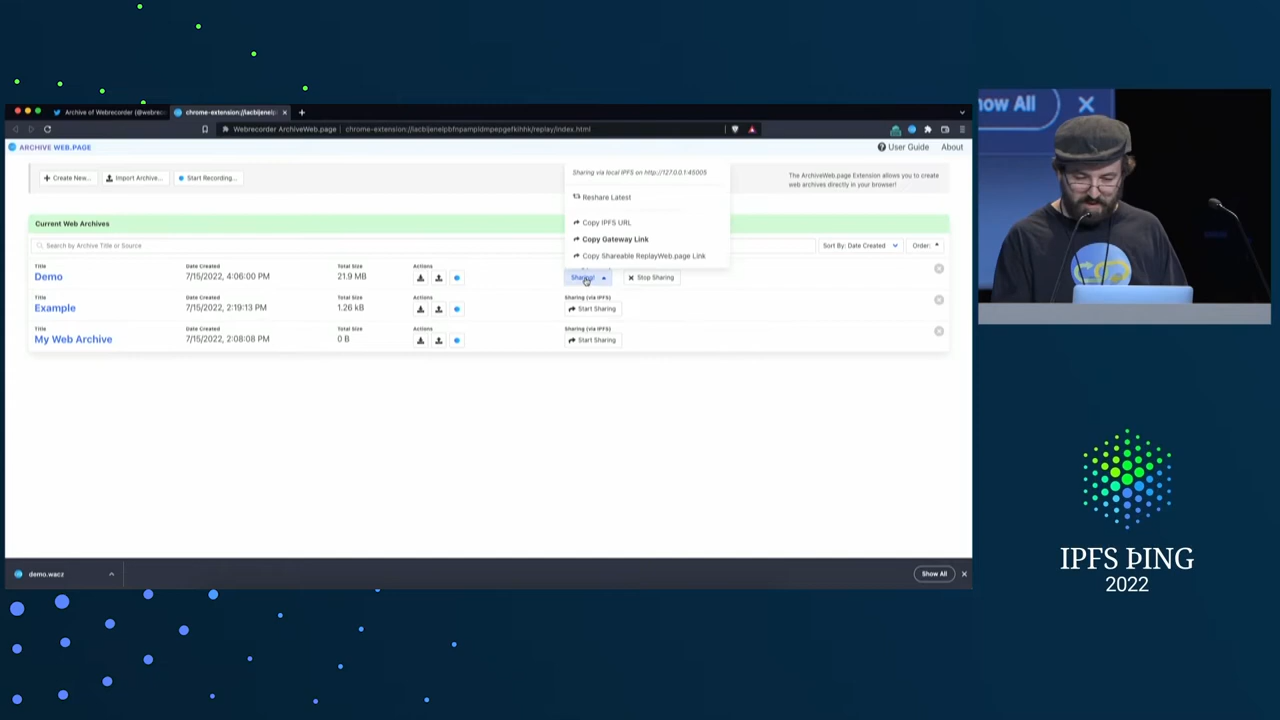 Archive of Webrecorder (@webrec
chrome-extension://iacbljenelp
Webrecorder ArchiveWeb.page | chrome-extension://lacbljenelpbfnpampldmpepgefkihhk/replay/index.html
ARCHIVE WEB.PAGE
User Guide
About
Create New...
Import Archive...
Start Recording...
Sharing via local IPFS on http://127.0.0.1:45005
Reshare Latest
Copy IPFS URL
Copy Gateway Link
Copy Shareable ReplayWeb.page Link
The ArchiveWeb.page Extension allows you to create
web archives directly in your browser!
Current Web Archives
Search by Archive Title or Source
Sort By: Date Created
Order:
Title Date Created Total Size Actions
Demo 7/15/2022, 4:06:00 PM 21.9 MB Sharing! Stop Sharing
Title Date Created Total Size Actions Sharing (via IPFS)
Example 7/15/2022, 2:19:13 PM 1.26 kB Start Sharing
Title Date Created Total Size Actions Sharing (via IPFS)
My Web Archive 7/15/2022, 2:08:08 PM 0 B Start Sharing
demo.wacz
Show All
how All
IPFS ÞING
2022